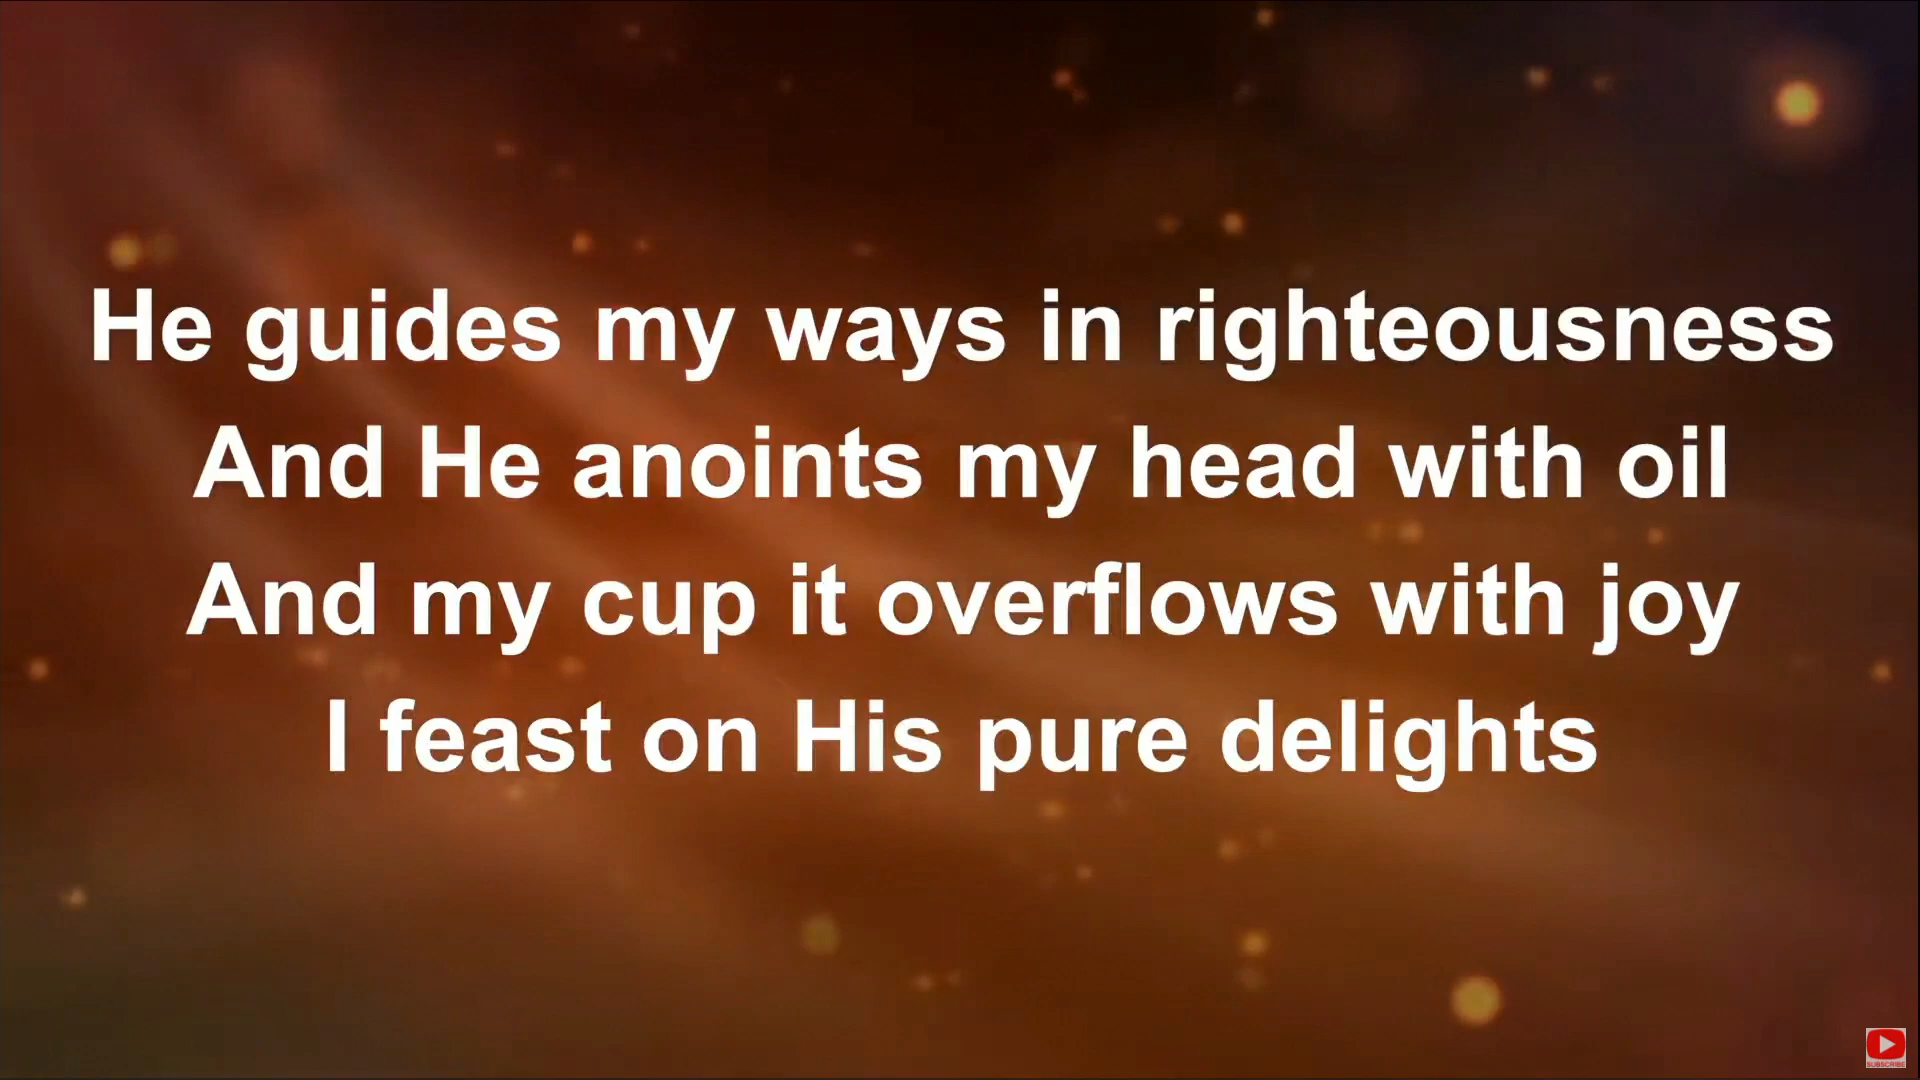 He guides my ways in righteousness
And He anoints my head with oil
And my cup it overflows with joy
I feast on His pure delights
SUBSCRIBE